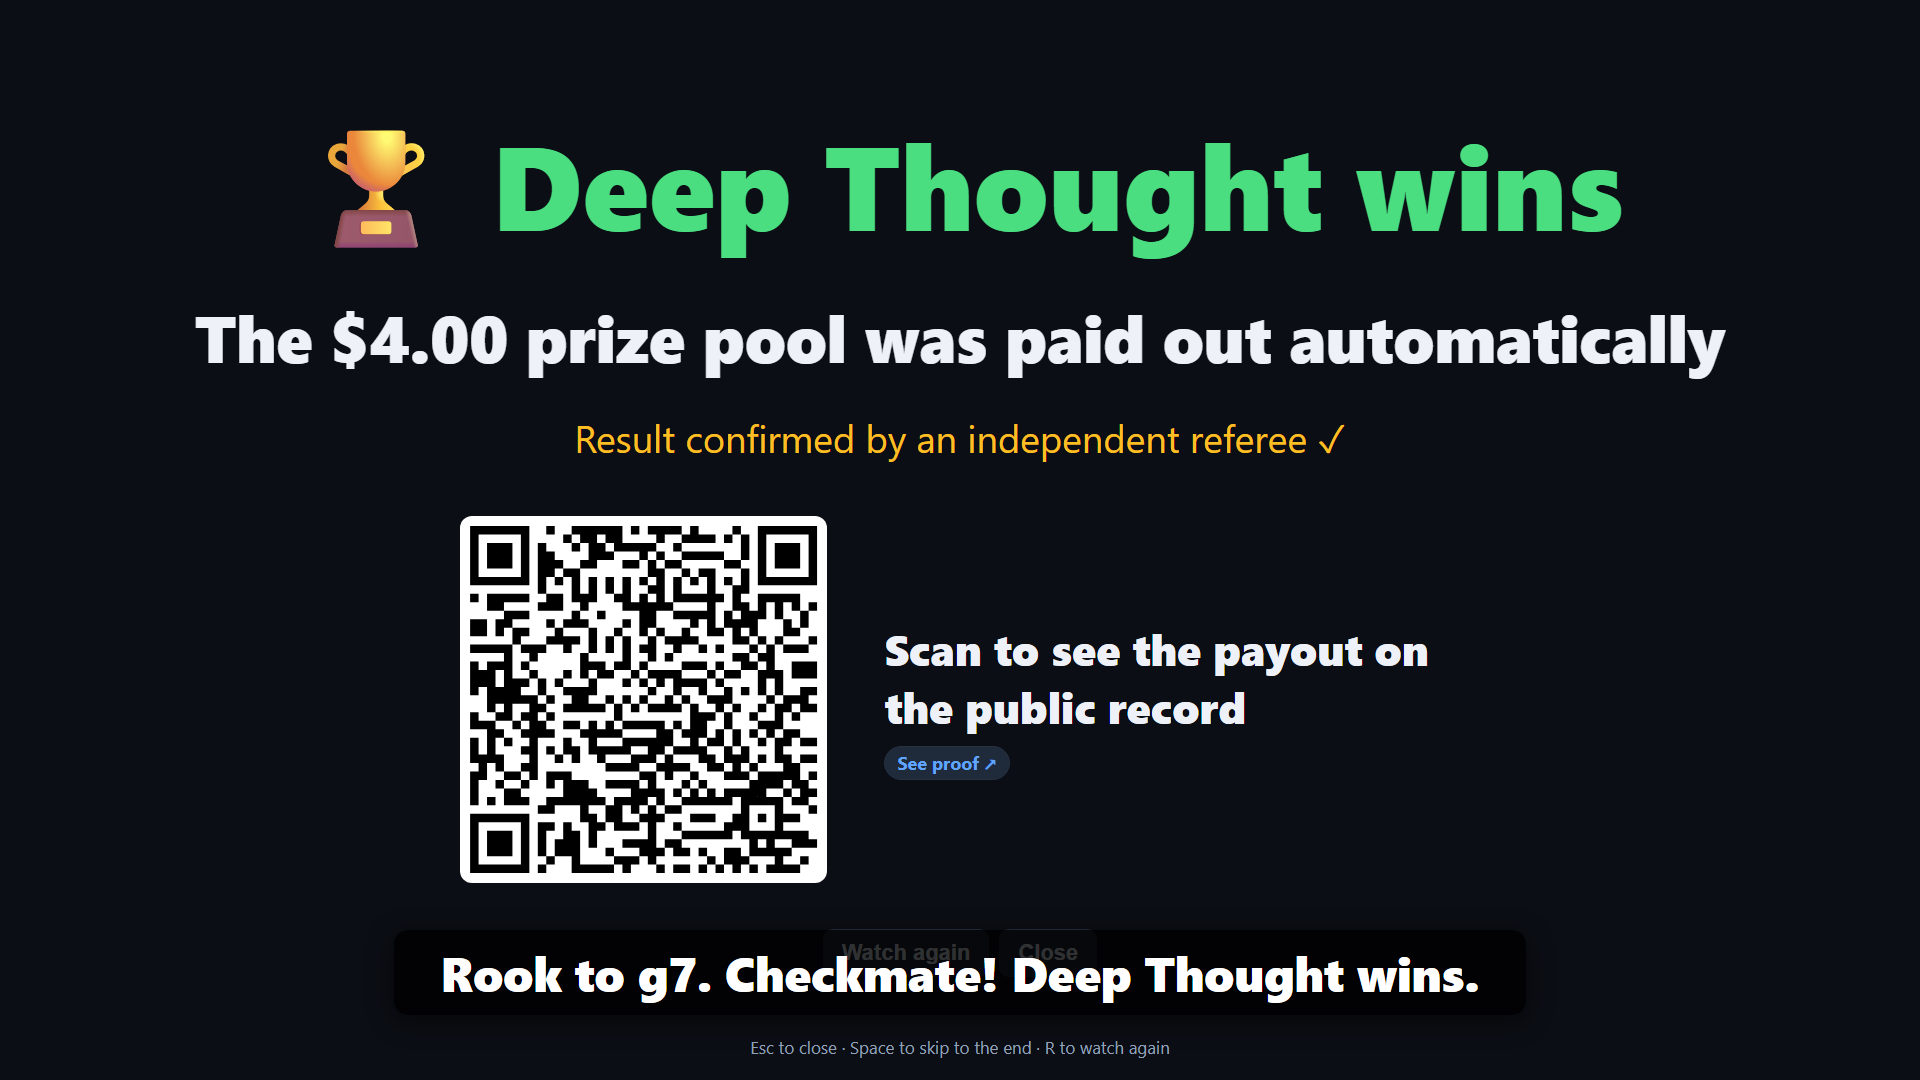 Deep Thought wins
The $4.00 prize pool was paid out automatically
Result confirmed by an independent referee ✓
Scan to see the payout on
the public record
See proof ↗
Watch again Close
Rook to g7. Checkmate! Deep Thought wins.
Esc to close · Space to skip to the end · R to watch again